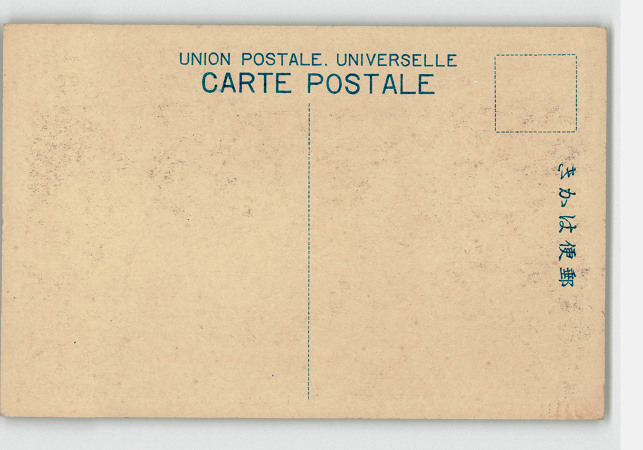 UNION POSTALE. UNIVERSELLE
CARTE POSTALE
きかは便郵